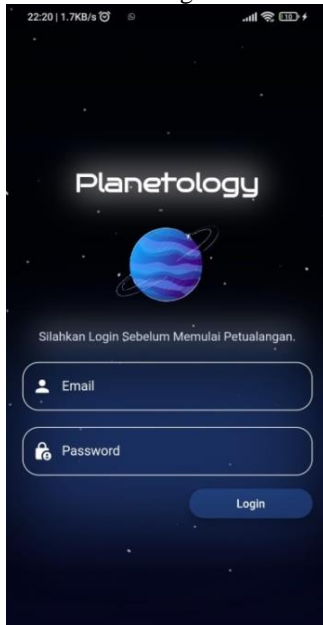 22:20 | 1.7KB/s
Planetology
Silahkan Login Sebelum Memulai Petualangan.
Email
Password
Login